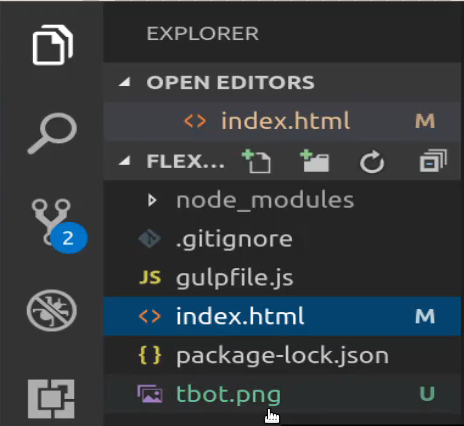 EXPLORER
OPEN EDITORS
<> index.html M
FLEX...
node_modules
.gitignore
2
JS gulpfile.js
<> index.html M
{ } package-lock.json
tbot.png U